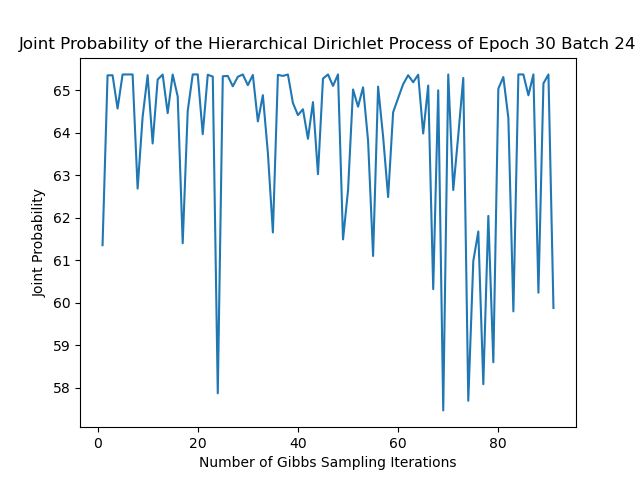 Joint Probability of the Hierarchical Dirichlet Process of Epoch 30 Batch 24
Joint Probability
65
64
63
62
61
60
59
58
0 20 40 60 80
Number of Gibbs Sampling Iterations